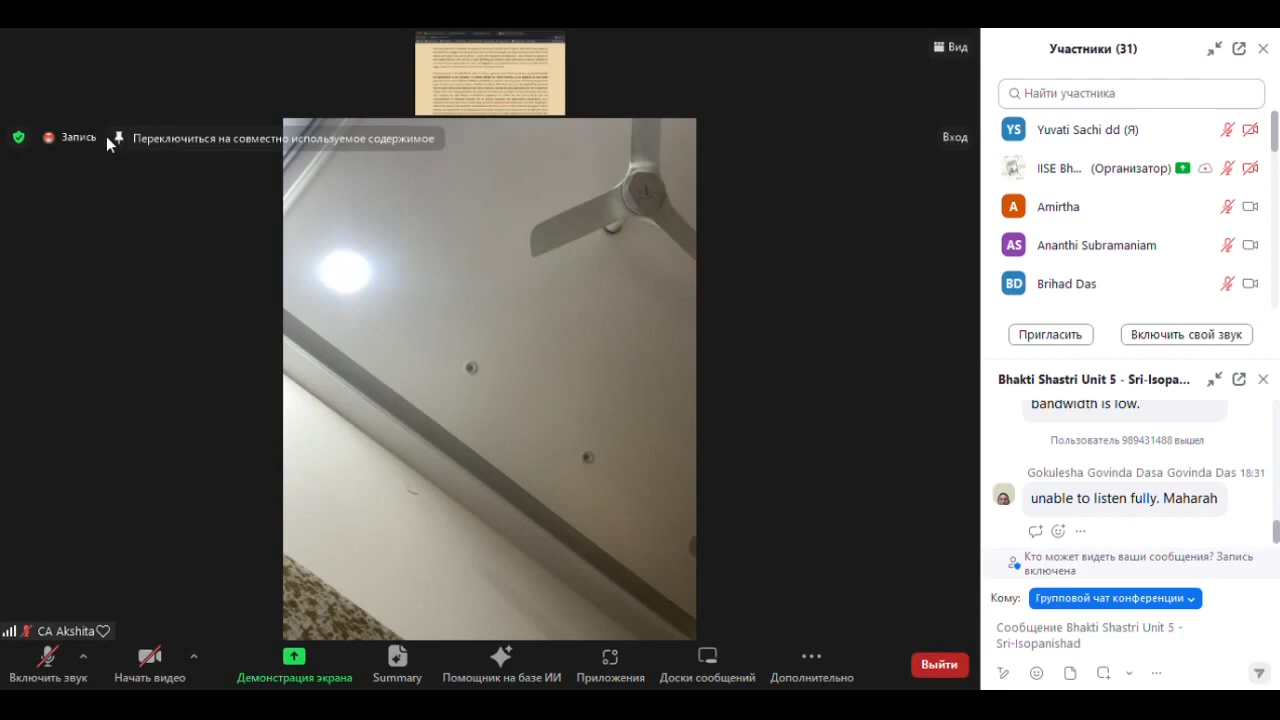 Вид
Запись
Переключиться на совместно используемое содержимое
Вход
CA Akshita♡
Включить звук
Начать видео
Демонстрация экрана
Summary
Помощник на базе ИИ
Приложения
Доски сообщений
Дополнительно
Выйти
Участники (31)
Найти участника
YS Yuvati Sachi dd (Я)
IISE Bh... (Организатор)
A Amirtha
AS Ananthi Subramaniam
BD Brihad Das
Пригласить
Включить свой звук
Bhakti Shastri Unit 5 - Sri-Isopa...
bandwidth is low.
Пользователь 989431488 вышел
Gokulesha Govinda Dasa Govinda Das 18:31
unable to listen fully. Maharah
Кто может видеть ваши сообщения? Запись
включена
Кому: Групповой чат конференции
Сообщение Bhakti Shastri Unit 5 -
Sri-Isopanishad